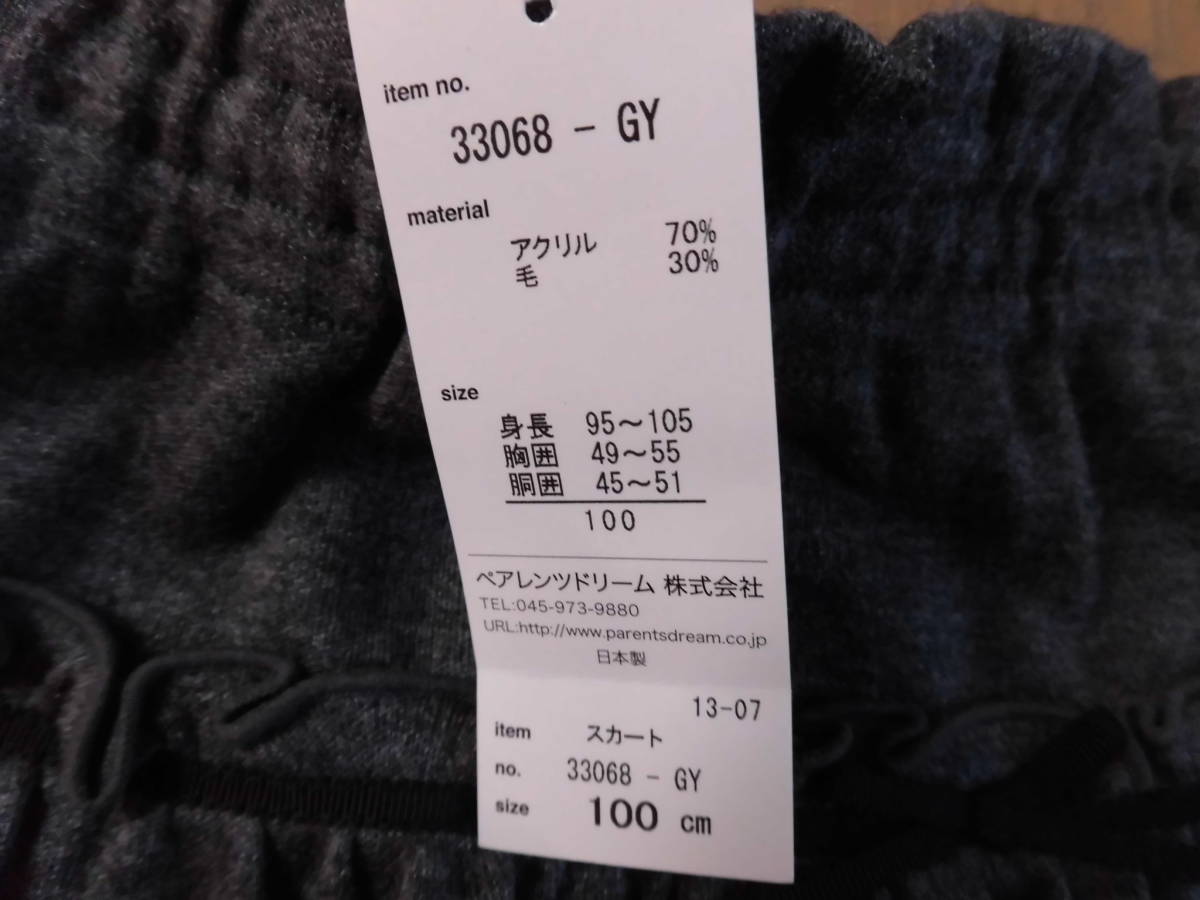 item no.
33068 - GY
material
アクリル 70%
毛 30%
size
身長 95~105
胸囲 49~55
胴囲 45~51
100
ペアレンツドリーム 株式会社
TEL:045-973-9880
URL:http://www.parentsdream.co.jp
日本製
13-07
item スカート
no. 33068 - GY
size 100 cm